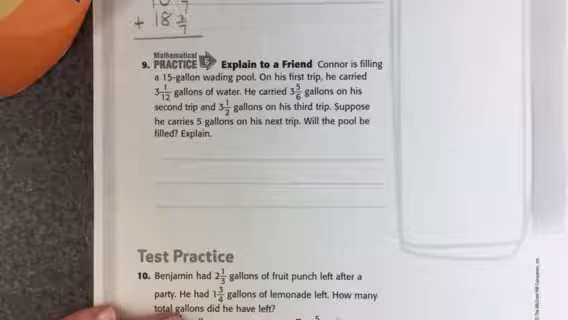 + 18 2/7
Mathematical
9. PRACTICE 6 Explain to a Friend Connor is filling
a 15-gallon wading pool. On his first trip, he carried
3 1/12 gallons of water. He carried 3 5/6 gallons on his
second trip and 3 1/2 gallons on his third trip. Suppose
he carries 5 gallons on his next trip. Will the pool be
filled? Explain.
Test Practice
10. Benjamin had 2 1/3 gallons of fruit punch left after a
party. He had 1 3/4 gallons of lemonade left. How many
total gallons did he have left?